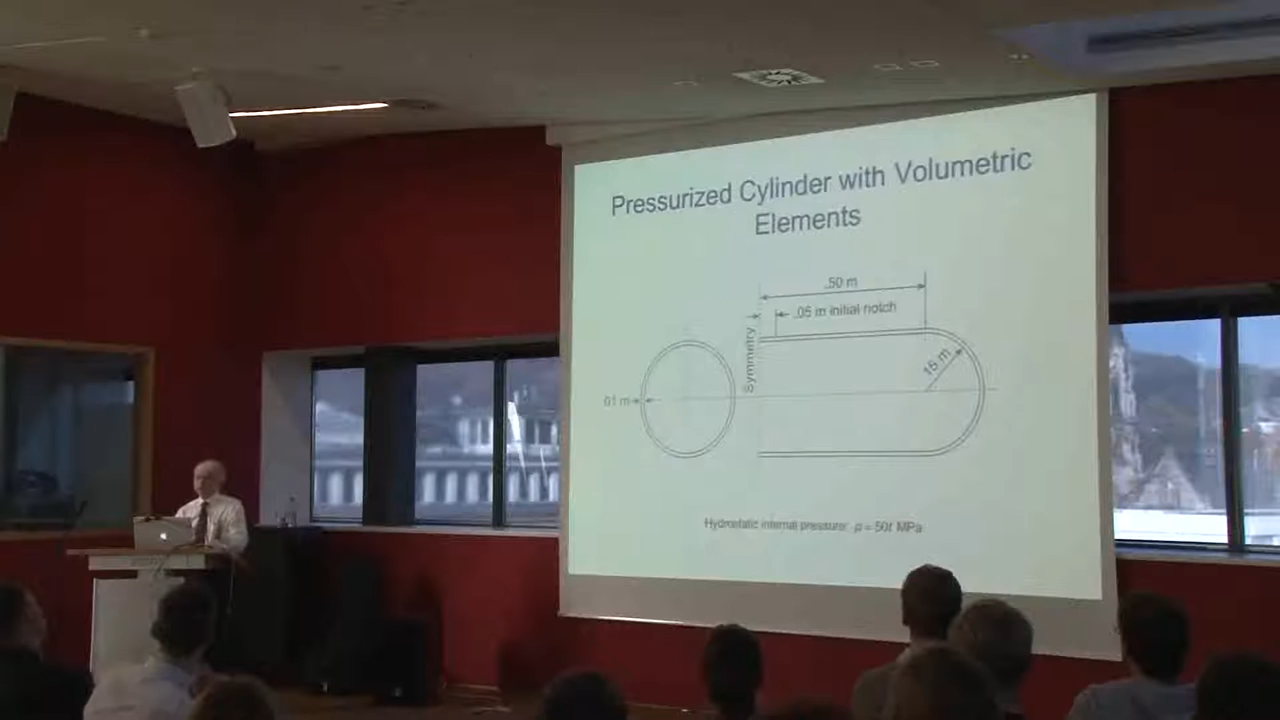 Pressurized Cylinder with Volumetric
Elements
.50 m
.05 m initial notch
Symmetry
.15 m
.01 m
Hydrostatic internal pressure: p = 50t MPa